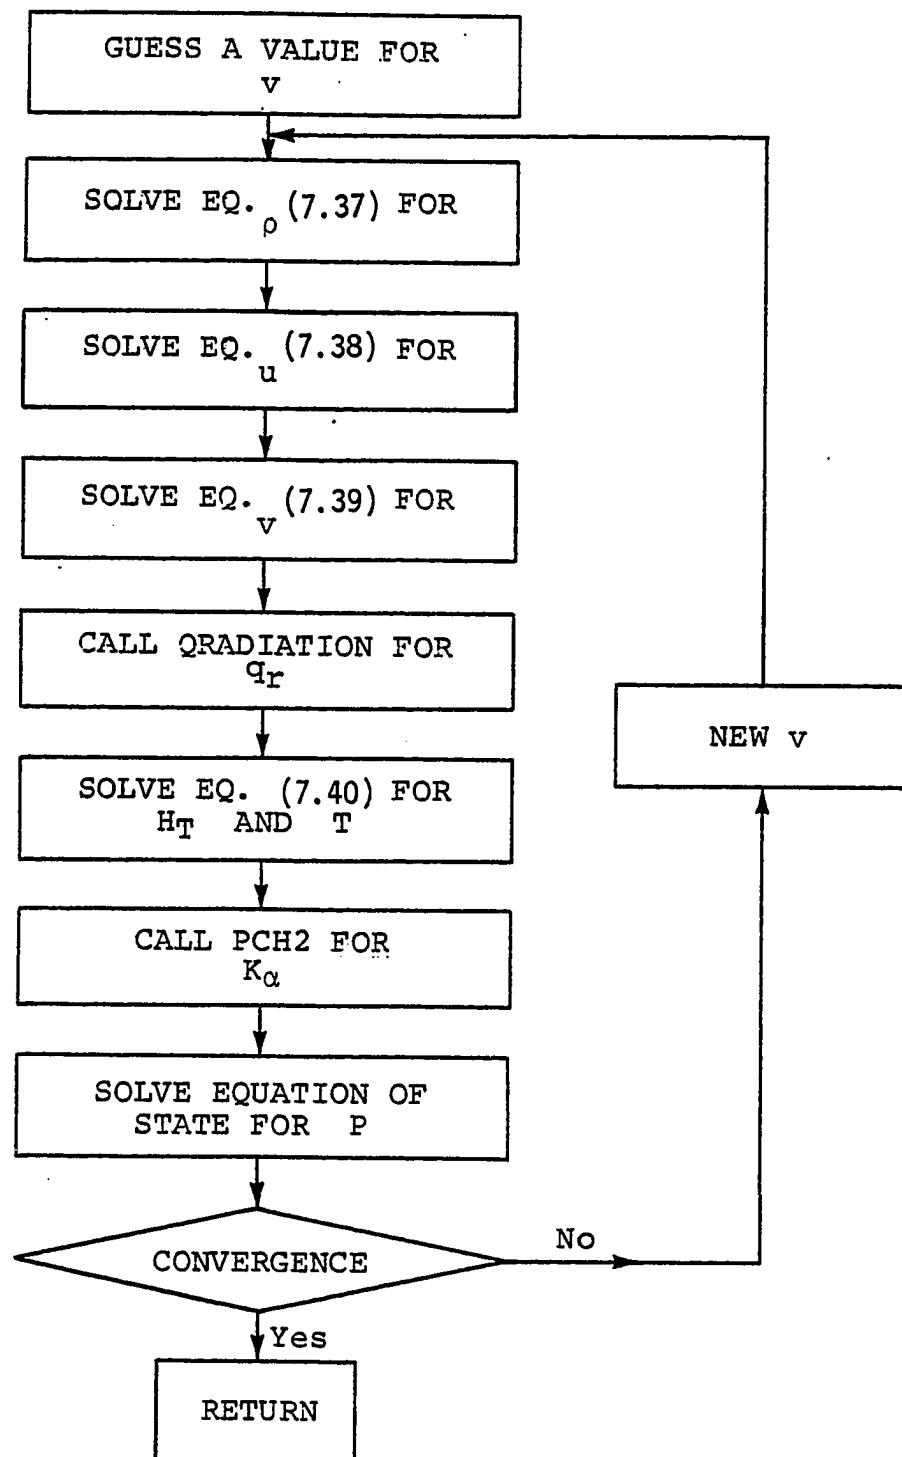 GUESS A VALUE FOR
v
SOLVE EQ. (7.37) FOR
ρ
SOLVE EQ. (7.38) FOR
u
SOLVE EQ. (7.39) FOR
v
CALL QRADIATION FOR
qr
SOLVE EQ. (7.40) FOR
HT AND T
NEW v
CALL PCH2 FOR
Kα
SOLVE EQUATION OF
STATE FOR P
CONVERGENCE
No
Yes
RETURN